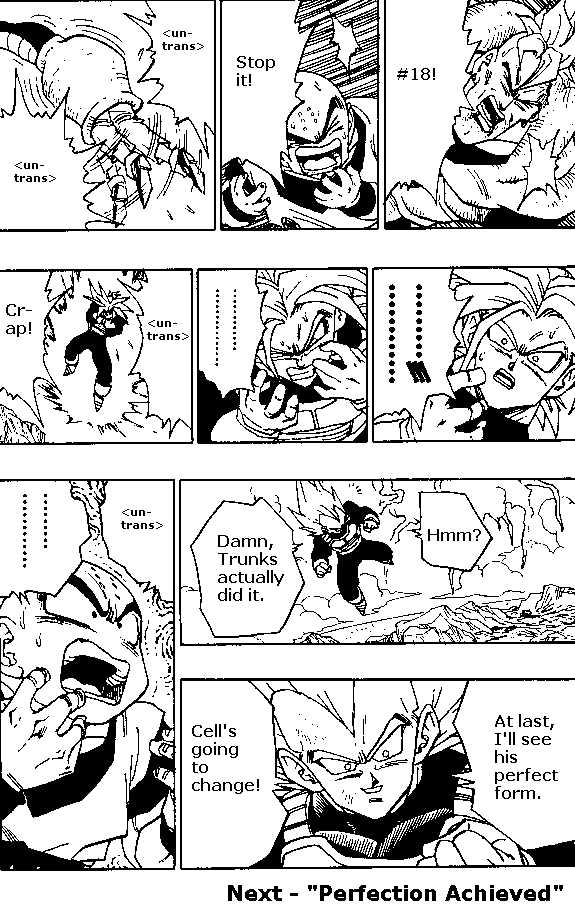 #18!
Stop
it!
<un-
trans>
<un-
trans>
<un-
trans>
Cr-
ap!
Hmm?
Damn,
Trunks
actually
did it.
At last,
I'll see
his
perfect
form.
Cell's
going
to
change!
<un-
trans>
Next - "Perfection Achieved"